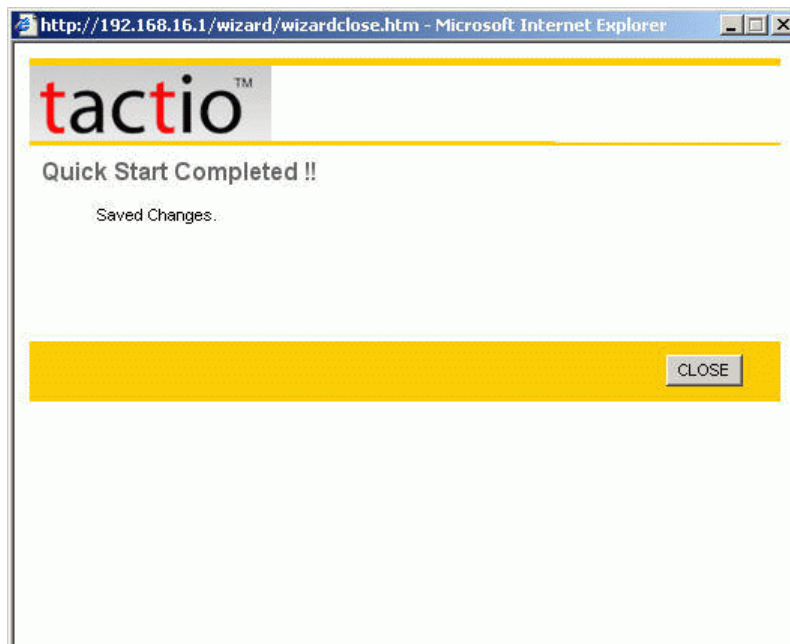 http://192.168.16.1/wizard/wizardclose.htm - Microsoft Internet Explorer
tactio™
Quick Start Completed !!
Saved Changes.
CLOSE